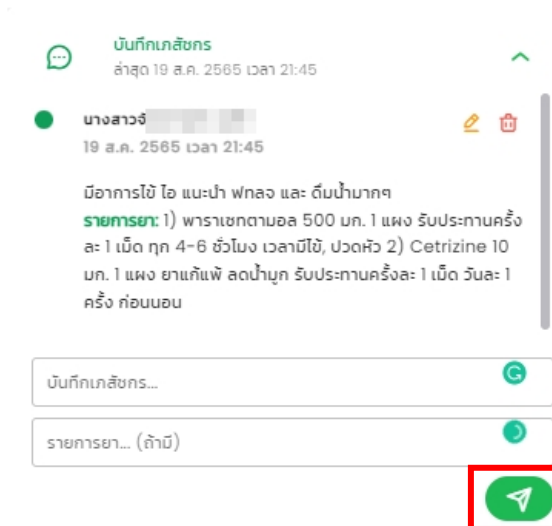 บันทึกเภสัชกร
ล่าสุด 19 ส.ค. 2565 เวลา 21:45
นางสาวจั
19 ส.ค. 2565 เวลา 21:45
มีอาการไข้ ไอ แนะนำ ฟทลจ และ ดื่มน้ำมากๆ
รายการยา: 1) พาราเซทตามอล 500 มก. 1 แผง รับประทานครั้ง
ละ 1 เม็ด ทุก 4-6 ชั่วโมง เวลามีไข้, ปวดหัว 2) Cetrizine 10
มก. 1 แผง ยาแก้แพ้ ลดน้ำมูก รับประทานครั้งละ 1 เม็ด วันละ 1
ครั้ง ก่อนนอน
บันทึกเภสัชกร...
รายการยา... (ถ้ามี)